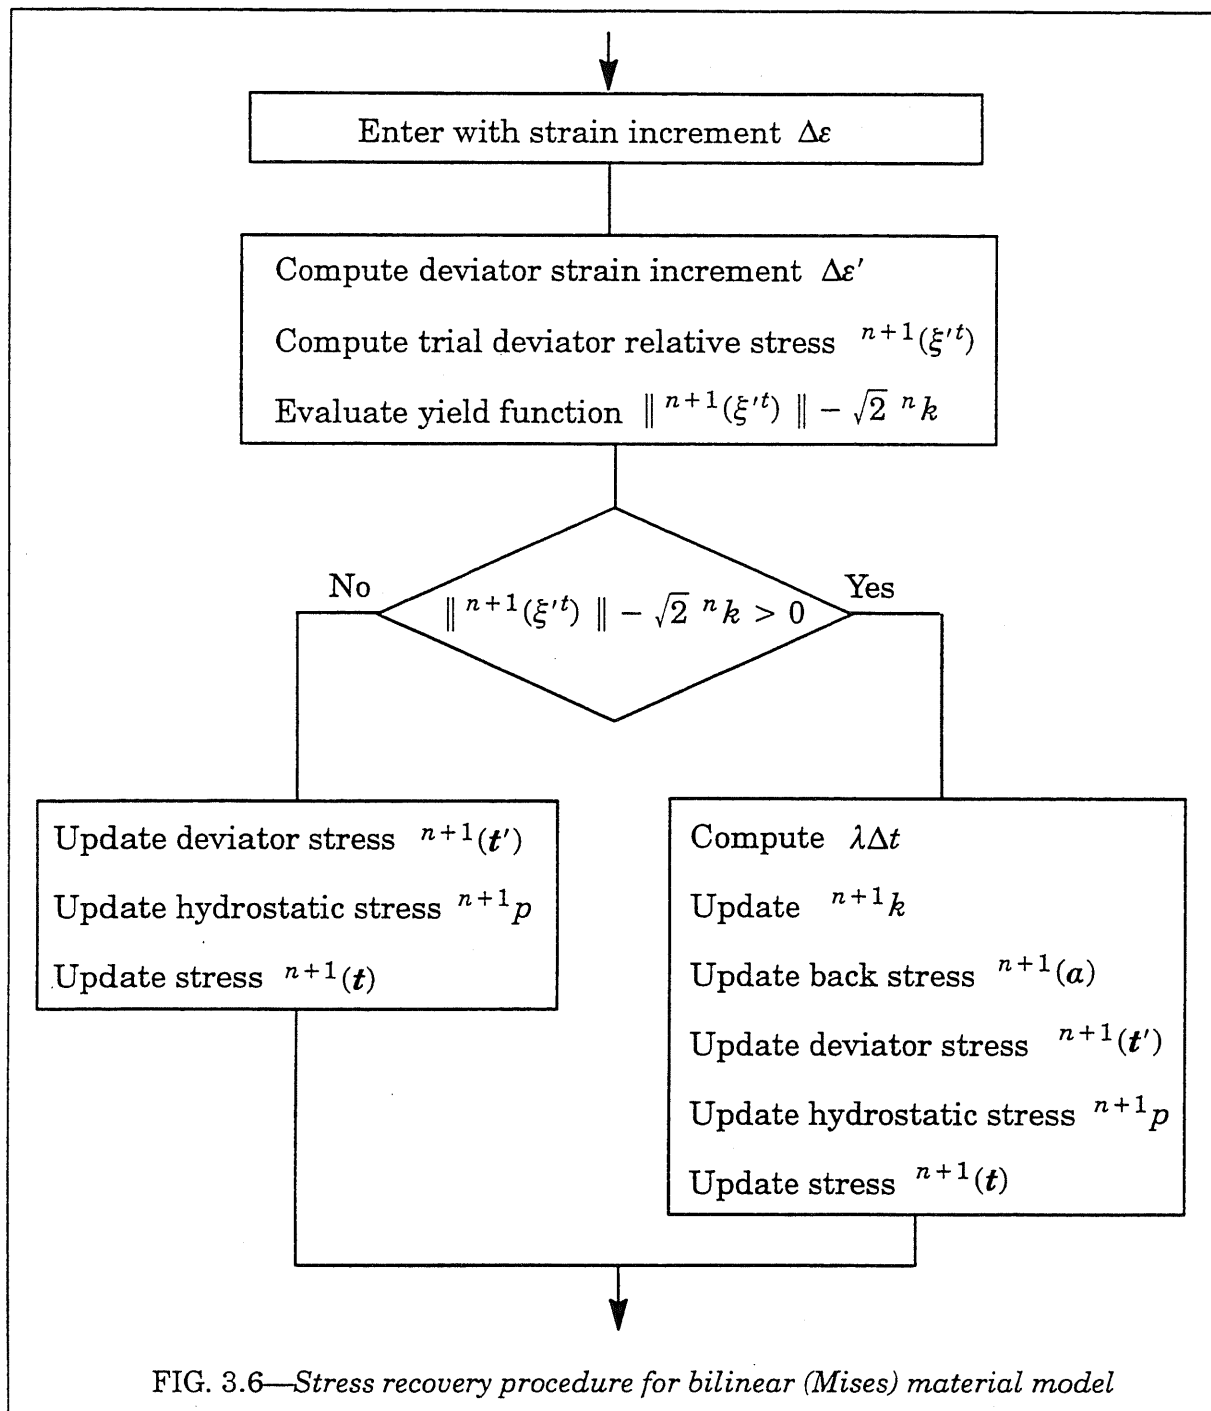 Enter with strain increment Δε
Compute deviator strain increment Δε′
Compute trial deviator relative stress ⁿ⁺¹(ξ′ᵗ)
Evaluate yield function ‖ ⁿ⁺¹(ξ′ᵗ) ‖ − √2 ⁿk
No
Yes
‖ ⁿ⁺¹(ξ′ᵗ) ‖ − √2 ⁿk > 0
Update deviator stress ⁿ⁺¹(t′)
Update hydrostatic stress ⁿ⁺¹p
Update stress ⁿ⁺¹(t)
Compute λΔt
Update ⁿ⁺¹k
Update back stress ⁿ⁺¹(a)
Update deviator stress ⁿ⁺¹(t′)
Update hydrostatic stress ⁿ⁺¹p
Update stress ⁿ⁺¹(t)
FIG. 3.6—Stress recovery procedure for bilinear (Mises) material model